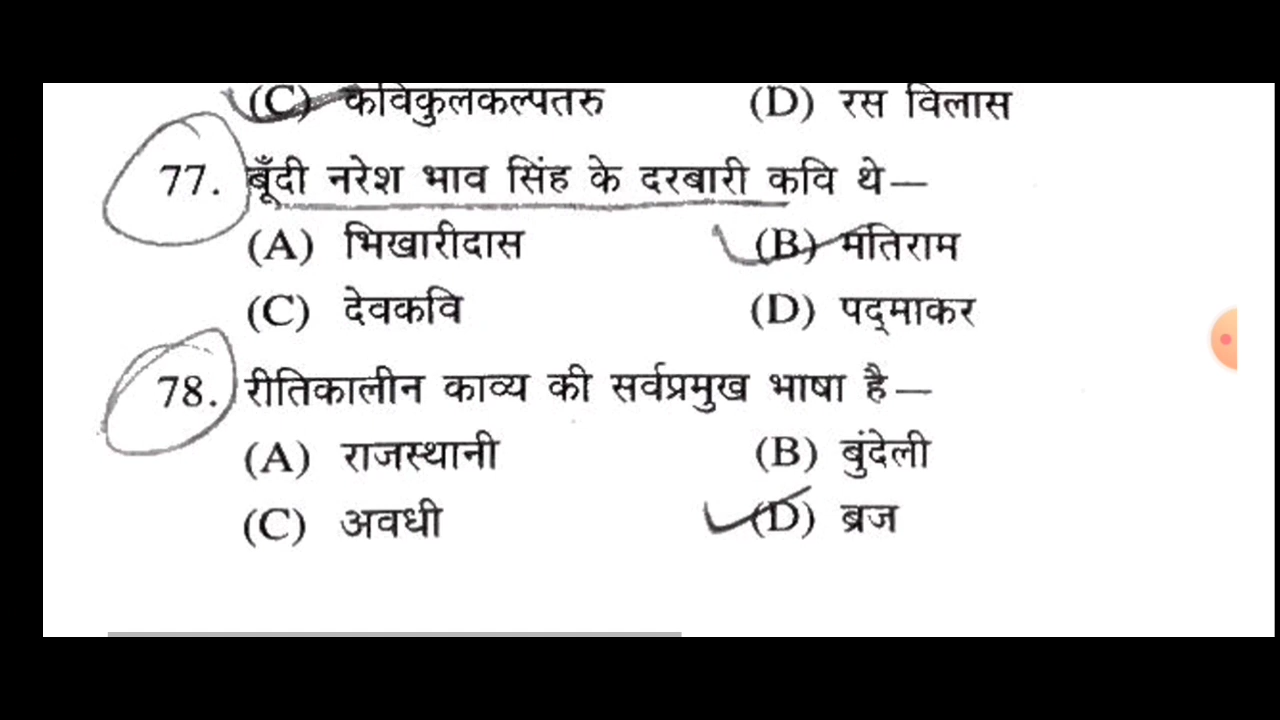 (C) कविकुलकल्पतरु (D) रस विलास
77. बूँदी नरेश भाव सिंह के दरबारी कवि थे—
(A) भिखारीदास (B) मतिराम
(C) देवकवि (D) पद्माकर
78. रीतिकालीन काव्य की सर्वप्रमुख भाषा है—
(A) राजस्थानी (B) बुंदेली
(C) अवधी (D) ब्रज